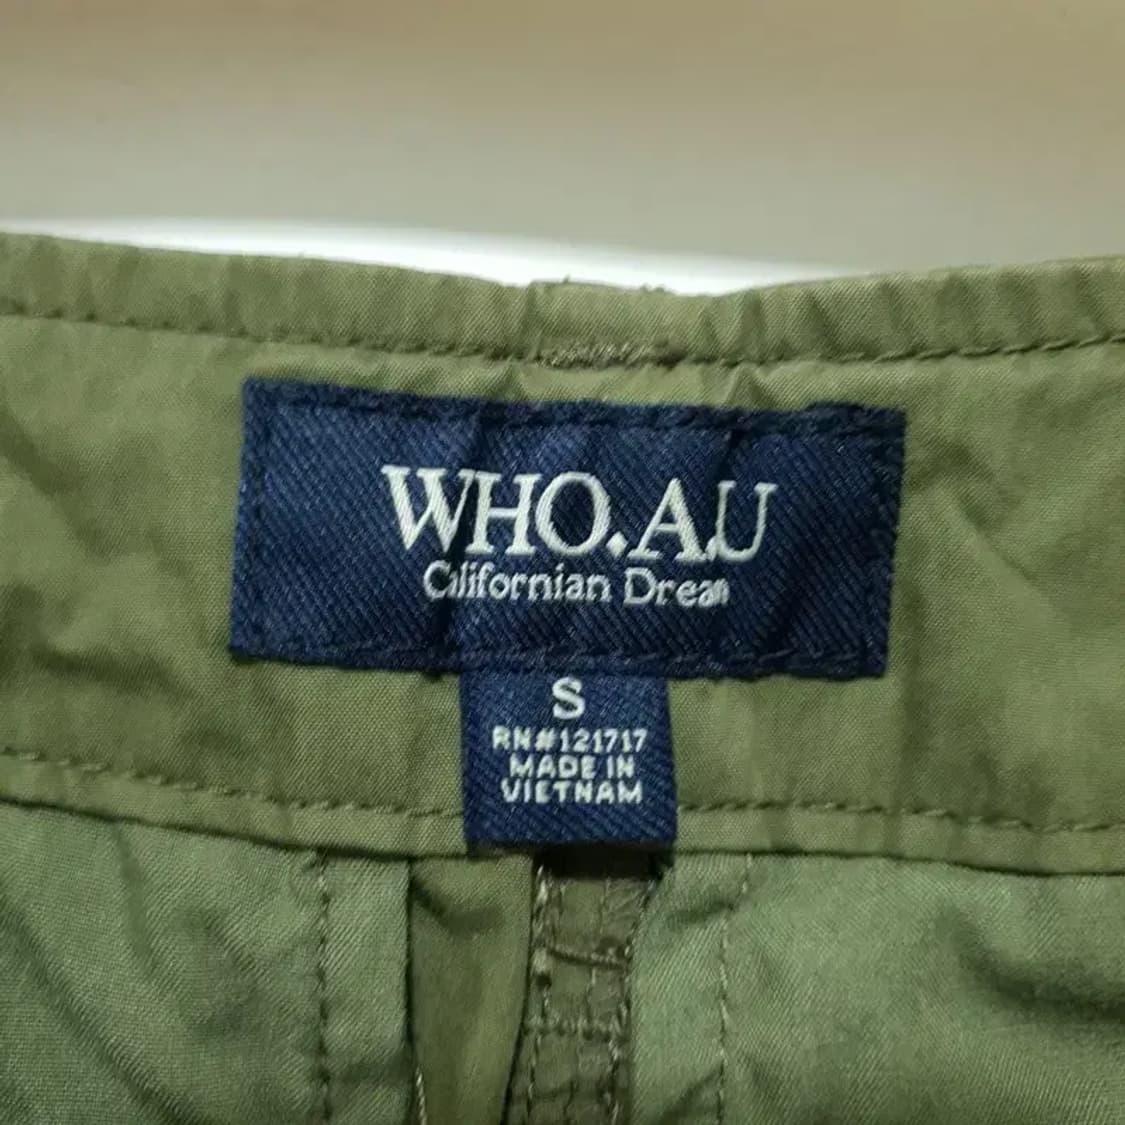 WHO.A.U
Californian Dream
S
RN#121717
MADE IN
VIETNAM